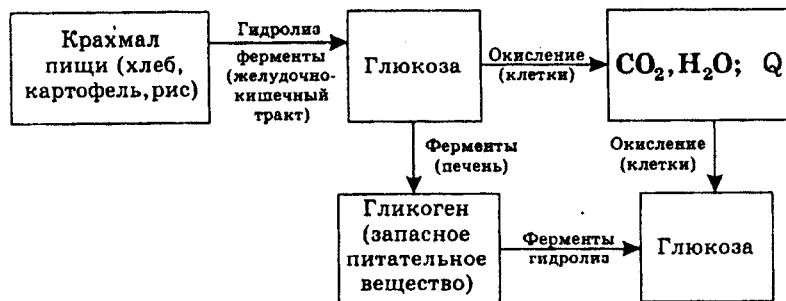 Крахмал
пищи (хлеб,
картофель, рис)
Гидролиз
ферменты
(желудочно-
кишечный
тракт)
Глюкоза
Окисление
(клетки)
CO₂, H₂O; Q
Ферменты
(печень)
Окисление
(клетки)
Гликоген
(запасное
питательное
вещество)
Ферменты
гидролиз
Глюкоза